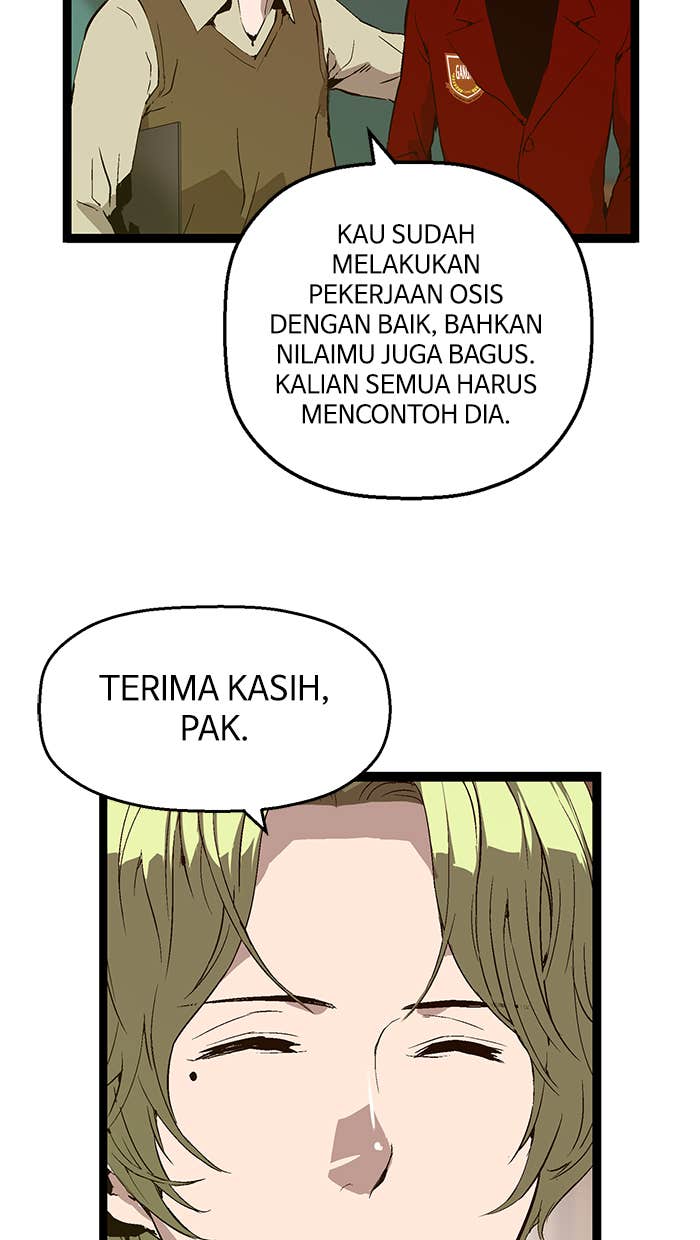 KAU SUDAH
MELAKUKAN
PEKERJAAN OSIS
DENGAN BAIK, BAHKAN
NILAIMU JUGA BAGUS.
KALIAN SEMUA HARUS
MENCONTOH DIA.
TERIMA KASIH,
PAK.